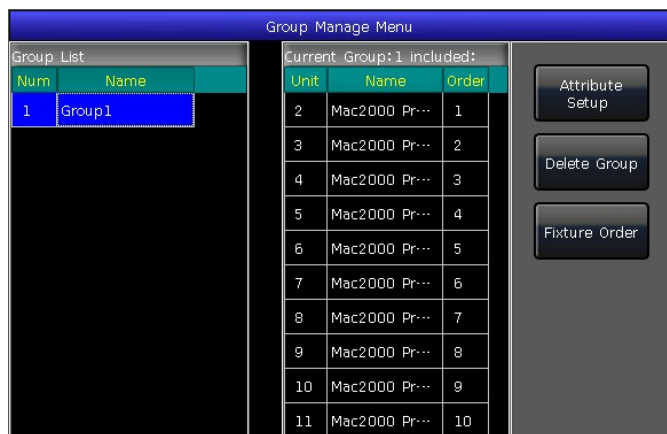 Group Manage Menu
Group List
Num Name
1 Group1
Current Group:1 included:
Unit Name Order
2 Mac2000 Pr··· 1
3 Mac2000 Pr··· 2
4 Mac2000 Pr··· 3
5 Mac2000 Pr··· 4
6 Mac2000 Pr··· 5
7 Mac2000 Pr··· 6
8 Mac2000 Pr··· 7
9 Mac2000 Pr··· 8
10 Mac2000 Pr··· 9
11 Mac2000 Pr··· 10
Attribute
Setup
Delete Group
Fixture Order